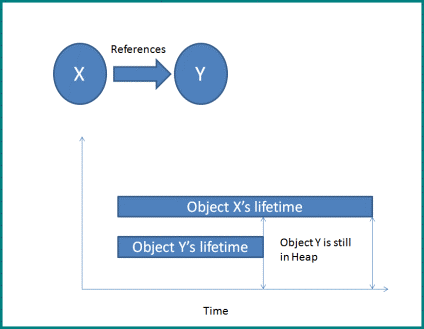 References
X
Y
Object X's lifetime
Object Y's lifetime
Object Y is still
in Heap
Time